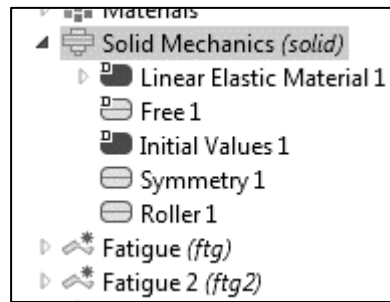 Materials
Solid Mechanics (solid)
D Linear Elastic Material 1
D Free 1
D Initial Values 1
Symmetry 1
Roller 1
Fatigue (ftg)
Fatigue 2 (ftg2)